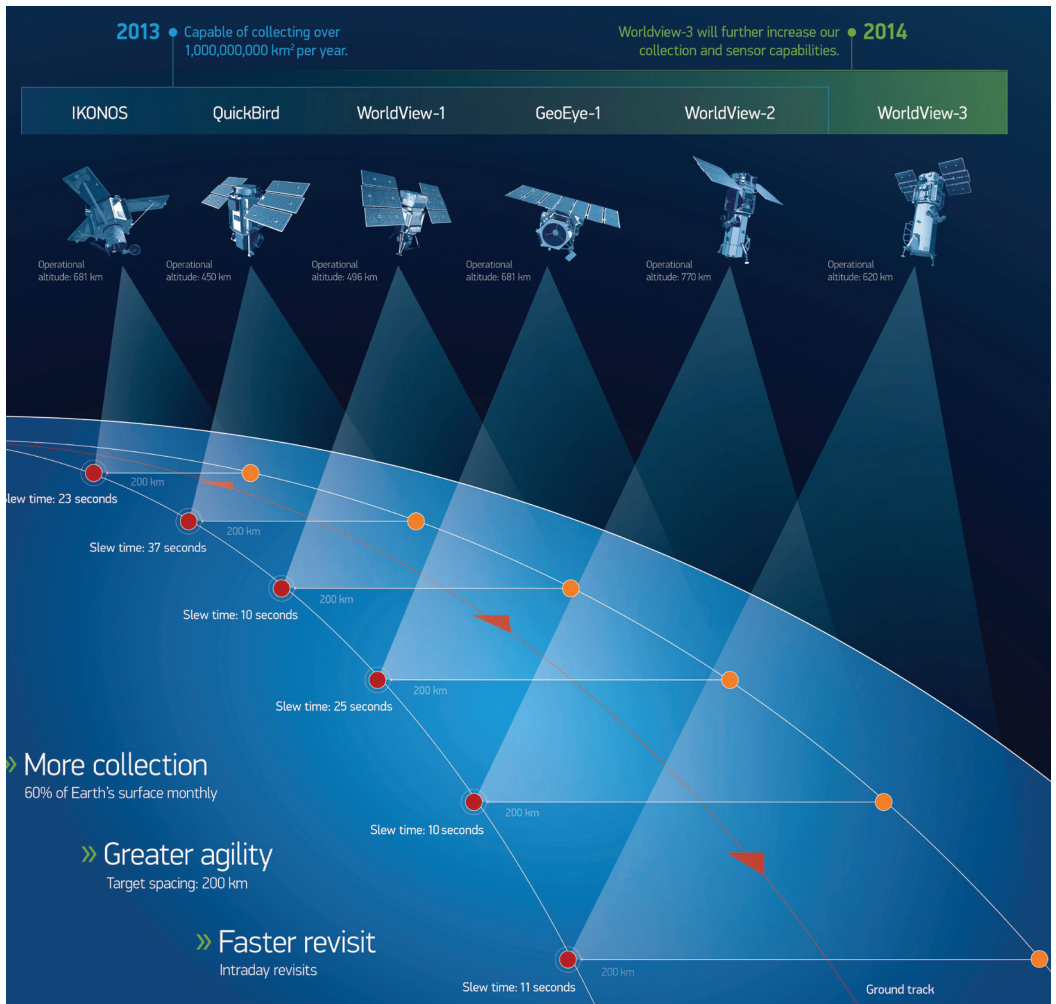 2013
Capable of collecting over
1,000,000,000 km² per year.
Worldview-3 will further increase our
collection and sensor capabilities.
2014
IKONOS
QuickBird
WorldView-1
GeoEye-1
WorldView-2
WorldView-3
Operational
altitude: 681 km
Operational
altitude: 450 km
Operational
altitude: 496 km
Operational
altitude: 681 km
Operational
altitude: 770 km
Operational
altitude: 620 km
200 km
Slew time: 23 seconds
200 km
Slew time: 37 seconds
200 km
Slew time: 10 seconds
200 km
Slew time: 25 seconds
200 km
Slew time: 10 seconds
200 km
Slew time: 11 seconds
» More collection
60% of Earth's surface monthly
» Greater agility
Target spacing: 200 km
» Faster revisit
Intraday revisits
Ground track